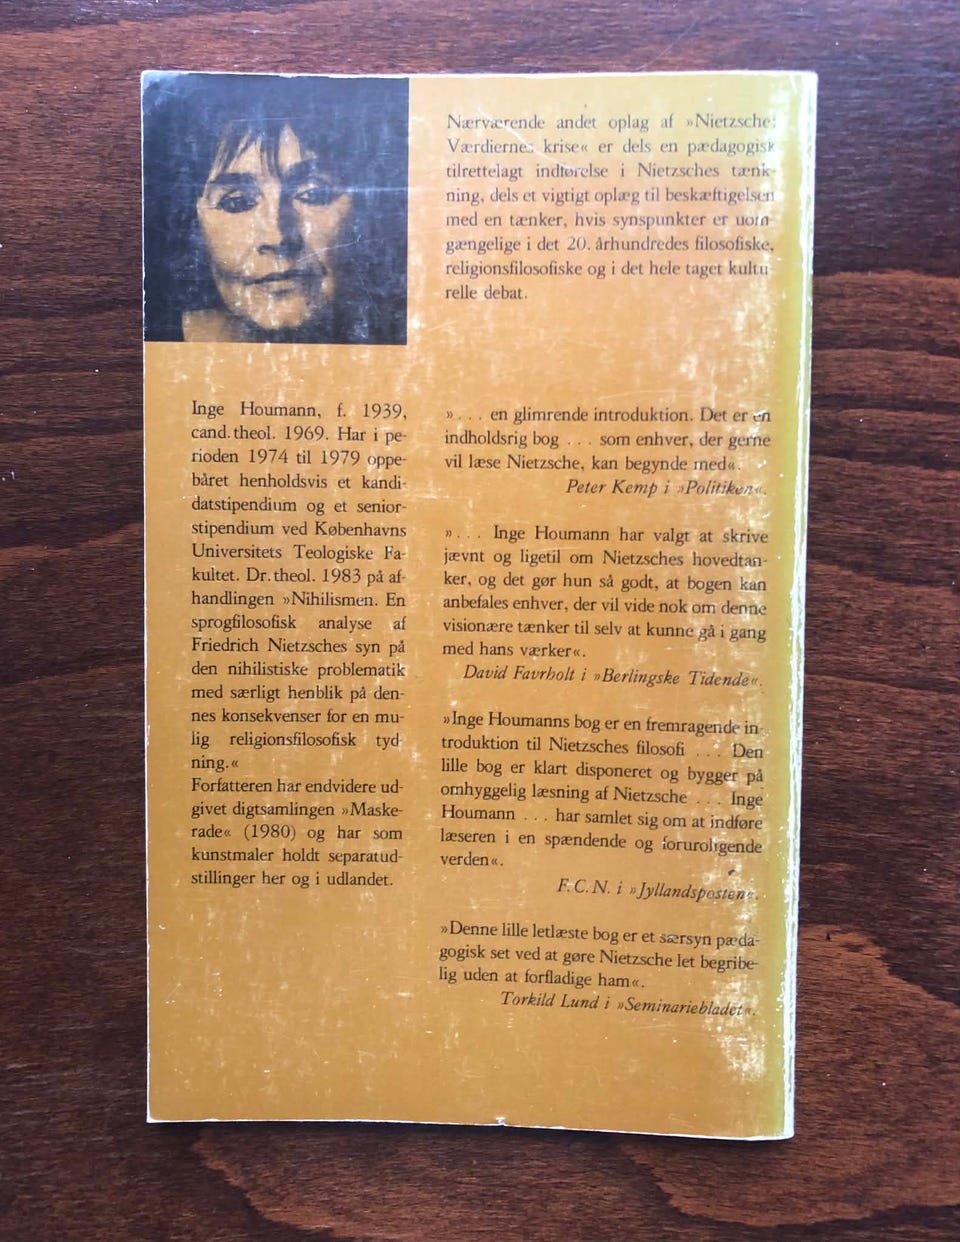 Nærværende andet oplag af »Nietzsche:
Værdiernes krise« er dels en pædagogisk
tilrettelagt indførelse i Nietzsches tænk-
ning, dels et vigtigt oplæg til beskæftigelsen
med en tænker, hvis synspunkter er uom-
gængelige i det 20. århundredes filosofiske,
religionsfilosofiske og i det hele taget kultu-
relle debat.
Inge Houmann, f. 1939,
cand.theol. 1969. Har i pe-
rioden 1974 til 1979 oppe-
båret henholdsvis et kandi-
datstipendium og et senior-
stipendium ved Københavns
Universitets Teologiske Fa-
kultet. Dr.theol. 1983 på af-
handlingen »Nihilismen. En
sprogfilosofisk analyse af
Friedrich Nietzsches syn på
den nihilistiske problematik
med særligt henblik på den-
nes konsekvenser for en mu-
lig religionsfilosofisk tyd-
ning.«
Forfatteren har endvidere ud-
givet digtsamlingen »Maske-
rade« (1980) og har som
kunstmaler holdt separatud-
stillinger her og i udlandet.
». . . en glimrende introduktion. Det er en
indholdsrig bog . . . som enhver, der gerne
vil læse Nietzsche, kan begynde med«.
Peter Kemp i »Politiken«.
». . . Inge Houmann har valgt at skrive
jævnt og ligetil om Nietzsches hovedtan-
ker, og det gør hun så godt, at bogen kan
anbefales enhver, der vil vide nok om denne
visionære tænker til selv at kunne gå i gang
med hans værker«.
David Favrholt i »Berlingske Tidende«.
»Inge Houmanns bog er en fremragende in-
troduktion til Nietzsches filosofi . . . Den
lille bog er klart disponeret og bygger på
omhyggelig læsning af Nietzsche . . . Inge
Houmann . . . har samlet sig om at indføre
læseren i en spændende og foruroligende
verden«.
F.C.N. i »Jyllandsposten«.
»Denne lille letlæste bog er et særsyn pæda-
gogisk set ved at gøre Nietzsche let begribe-
lig uden at forfladige ham«.
Torkild Lund i »Seminariebladet«.